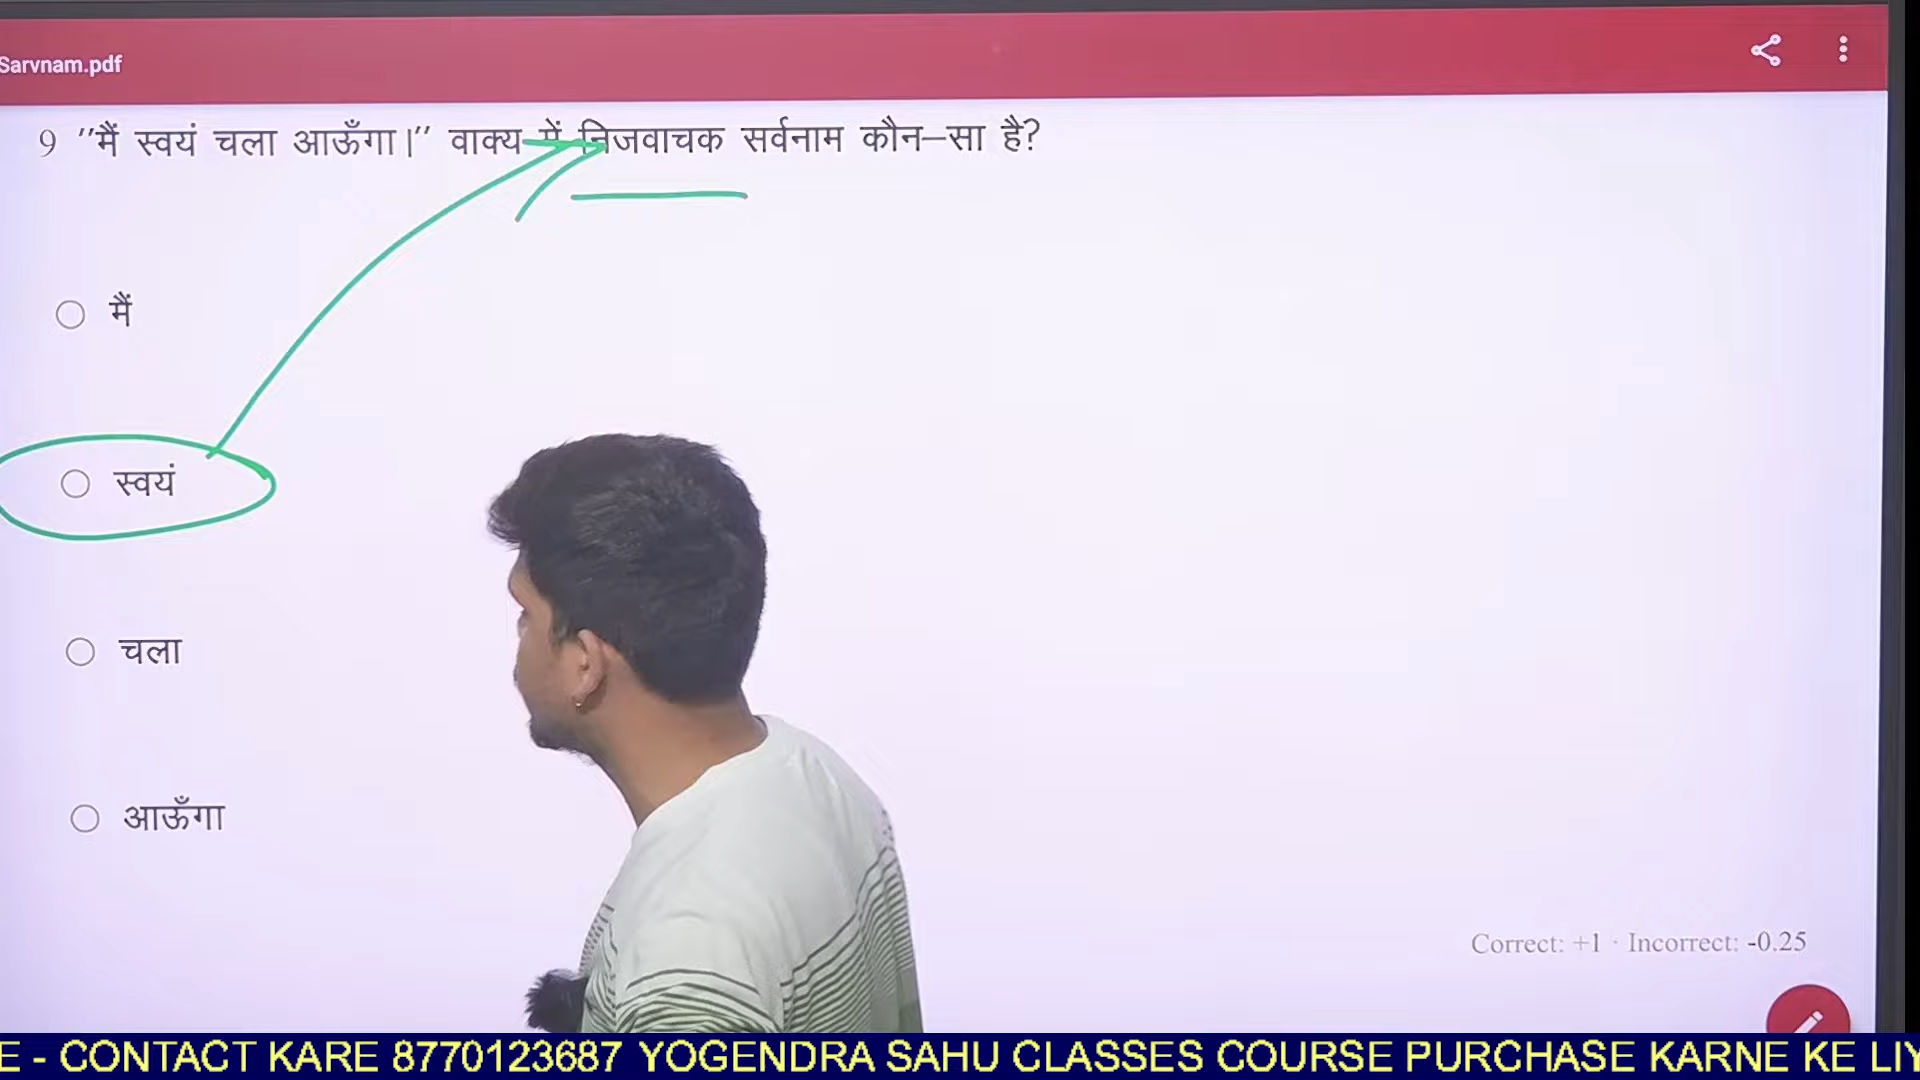 Sarvnam.pdf
9 "मैं स्वयं चला आऊँगा।" वाक्य में निजवाचक सर्वनाम कौन–सा है?
मैं
स्वयं
चला
आऊँगा
Correct: +1 · Incorrect: -0.25
E - CONTACT KARE 8770123687 YOGENDRA SAHU CLASSES COURSE PURCHASE KARNE KE LIY